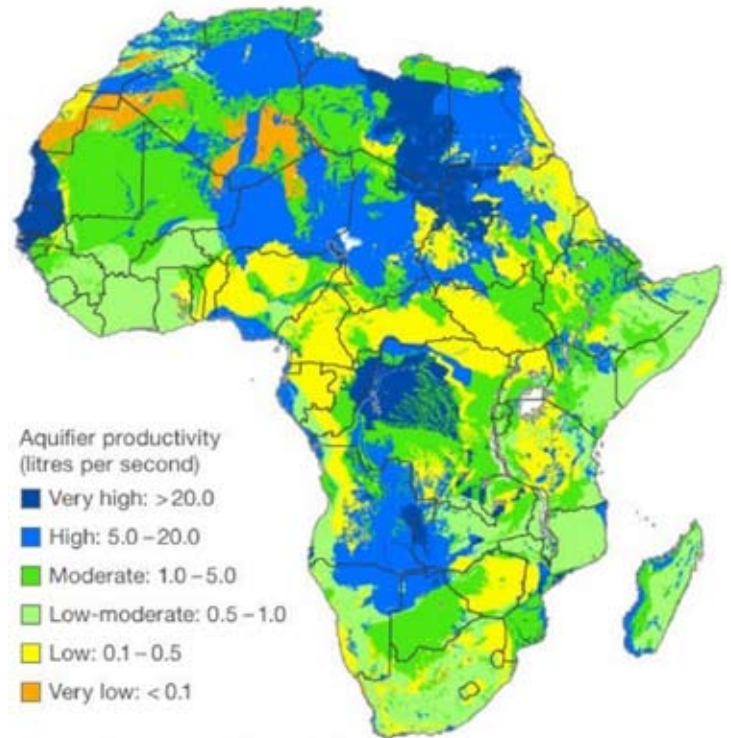 Aquifier productivity
(litres per second)
Very high: >20.0
High: 5.0–20.0
Moderate: 1.0–5.0
Low-moderate: 0.5–1.0
Low: 0.1–0.5
Very low: <0.1